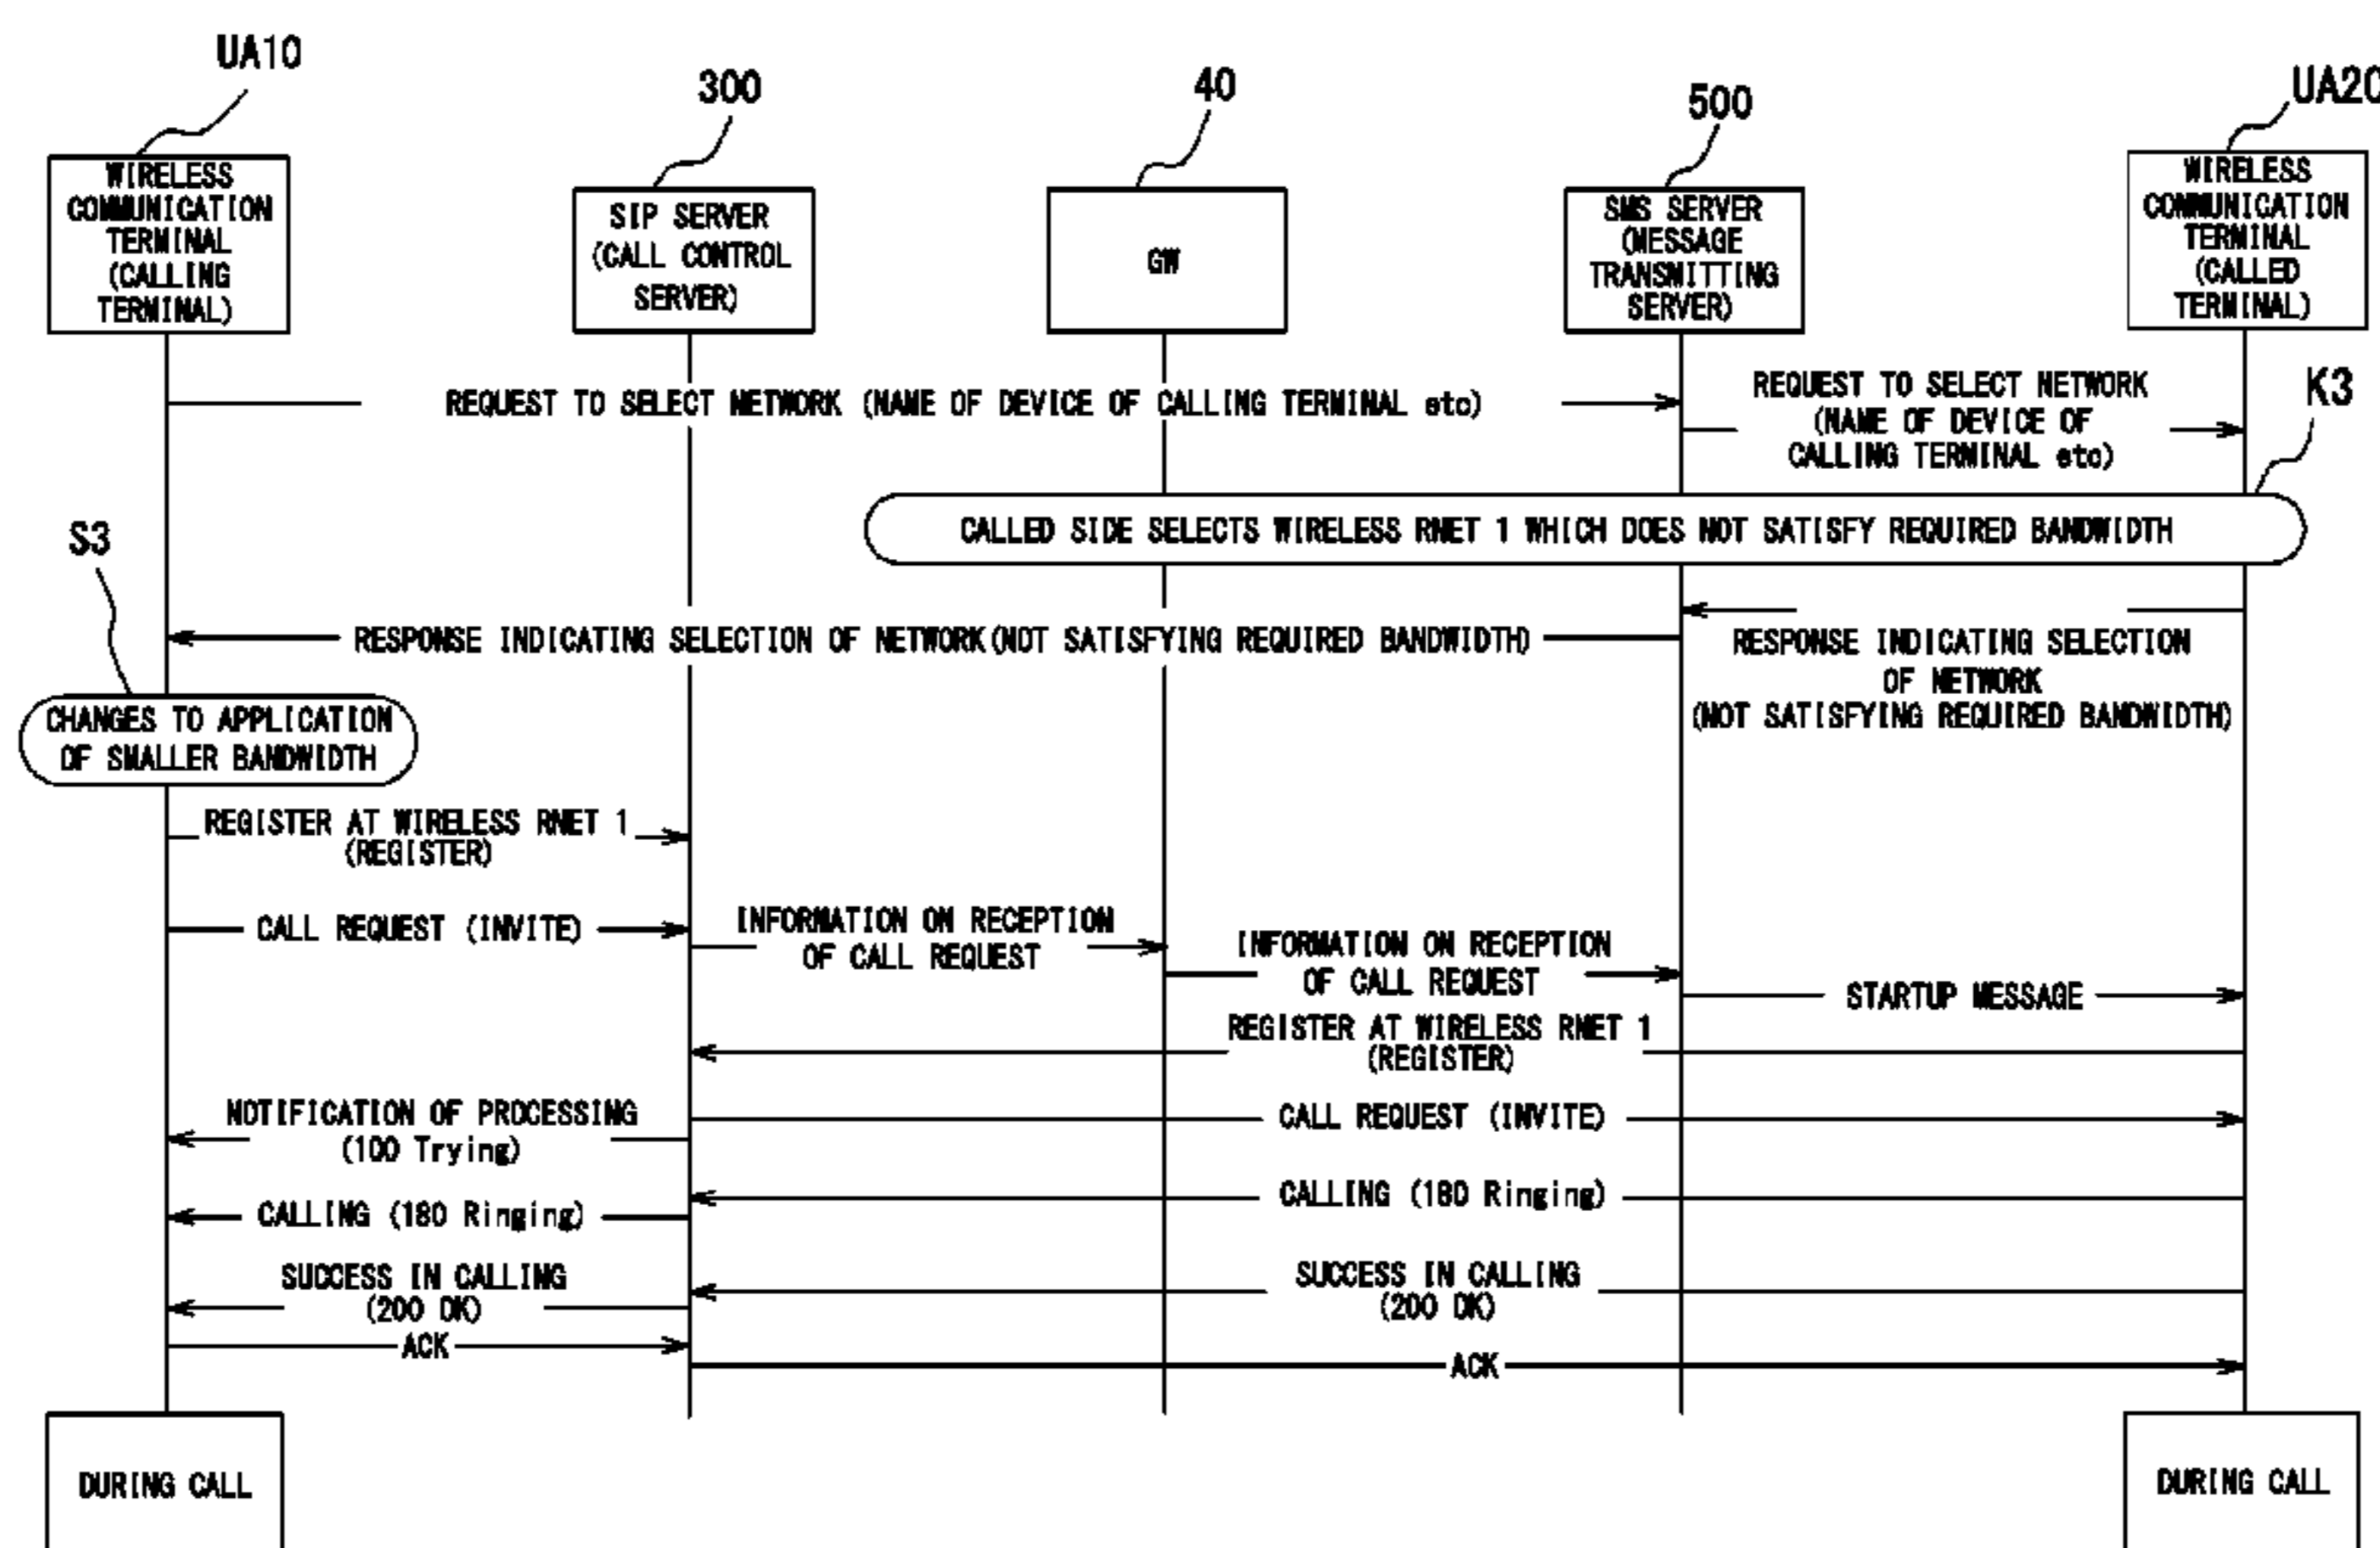 UA10
300
40
500
UA20
WIRELESS
COMMUNICATION
TERMINAL
(CALLING
TERMINAL)
SIP SERVER
(CALL CONTROL
SERVER)
GW
SMS SERVER
(MESSAGE
TRANSMITTING
SERVER)
WIRELESS
COMMUNICATION
TERMINAL
(CALLED
TERMINAL)
REQUEST TO SELECT NETWORK (NAME OF DEVICE OF CALLING TERMINAL etc)
REQUEST TO SELECT NETWORK
(NAME OF DEVICE OF
CALLING TERMINAL etc)
K3
CALLED SIDE SELECTS WIRELESS RNET 1 WHICH DOES NOT SATISFY REQUIRED BANDWIDTH
S3
RESPONSE INDICATING SELECTION OF NETWORK(NOT SATISFYING REQUIRED BANDWIDTH)
RESPONSE INDICATING SELECTION
OF NETWORK
(NOT SATISFYING REQUIRED BANDWIDTH)
CHANGES TO APPLICATION
OF SMALLER BANDWIDTH
REGISTER AT WIRELESS RNET 1
(REGISTER)
CALL REQUEST (INVITE)
INFORMATION ON RECEPTION
OF CALL REQUEST
INFORMATION ON RECEPTION
OF CALL REQUEST
STARTUP MESSAGE
REGISTER AT WIRELESS RNET 1
(REGISTER)
NOTIFICATION OF PROCESSING
(100 Trying)
CALL REQUEST (INVITE)
CALLING (180 Ringing)
CALLING (180 Ringing)
SUCCESS IN CALLING
(200 OK)
SUCCESS IN CALLING
(200 OK)
ACK
ACK
DURING CALL
DURING CALL